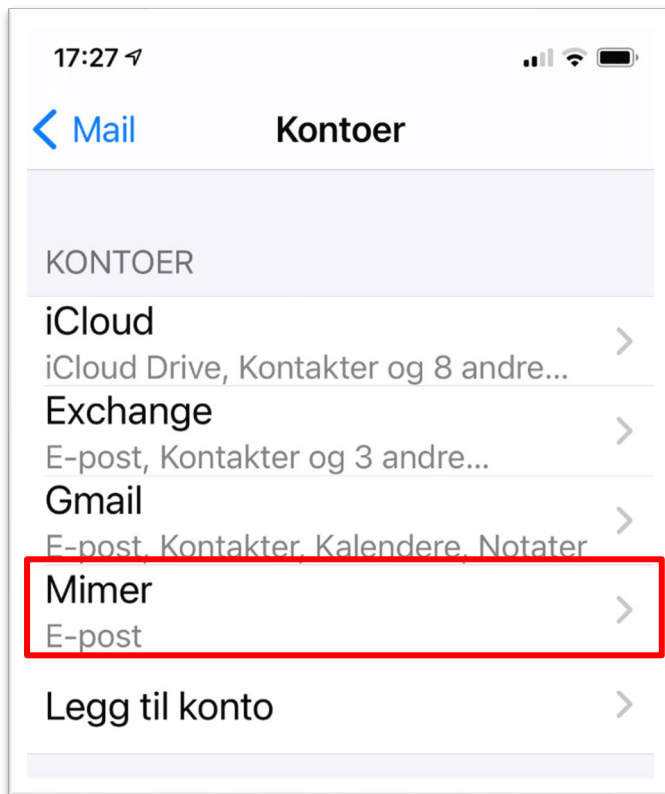 17:27
Mail
Kontoer
KONTOER
iCloud
iCloud Drive, Kontakter og 8 andre...
Exchange
E-post, Kontakter og 3 andre...
Gmail
E-post, Kontakter, Kalendere, Notater
Mimer
E-post
Legg til konto